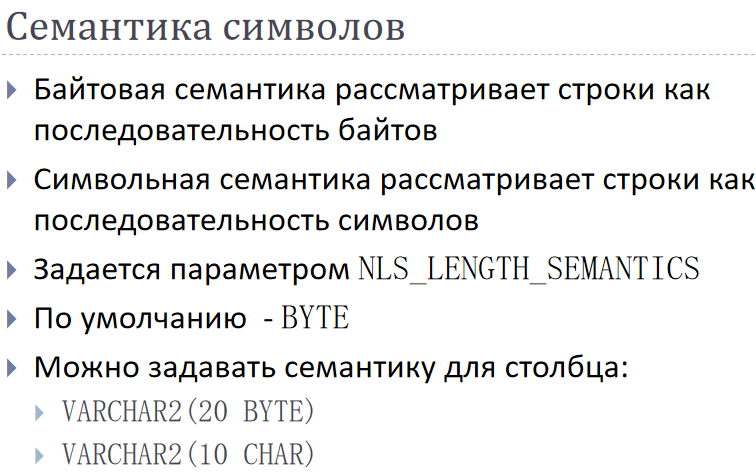 Семантика символов
Байтовая семантика рассматривает строки как
последовательность байтов
Символьная семантика рассматривает строки как
последовательность символов
Задается параметром NLS_LENGTH_SEMANTICS
По умолчанию - BYTE
Можно задавать семантику для столбца:
VARCHAR2(20 BYTE)
VARCHAR2(10 CHAR)